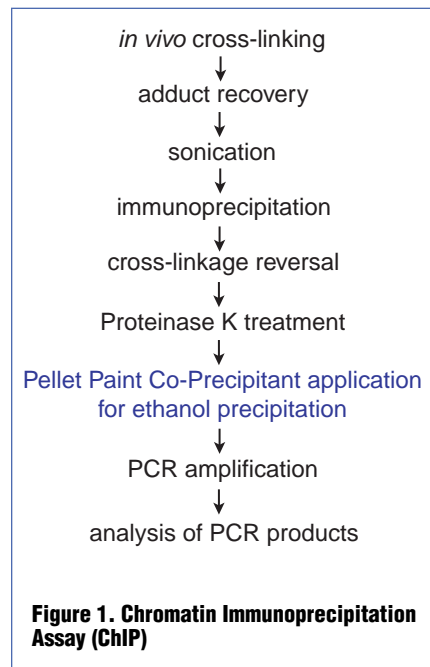 in vivo cross-linking
adduct recovery
sonication
immunoprecipitation
cross-linkage reversal
Proteinase K treatment
Pellet Paint Co-Precipitant application
for ethanol precipitation
PCR amplification
analysis of PCR products
Figure 1. Chromatin Immunoprecipitation
Assay (ChIP)